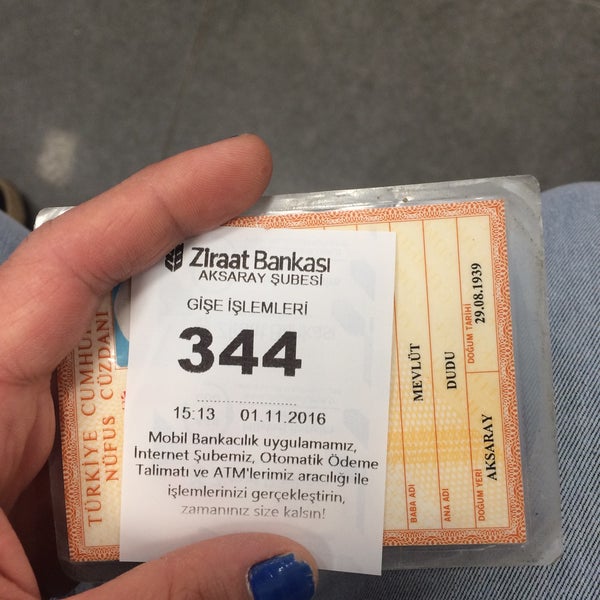 Ziraat Bankası
AKSARAY ŞUBESİ
GİŞE İŞLEMLERİ
344
15:13 01.11.2016
Mobil Bankacılık uygulamamız,
İnternet Şubemiz, Otomatik Ödeme
Talimatı ve ATM'lerimiz aracılığı ile
işlemlerinizi gerçekleştirin,
zamanınız size kalsın!
TÜRKİYE CUMHUR
NÜFUS CÜZDANI
BABA ADI MEVLÜT
ANA ADI DUDU
DOĞUM YERİ AKSARAY
DOĞUM TARİHİ 29.08.1939